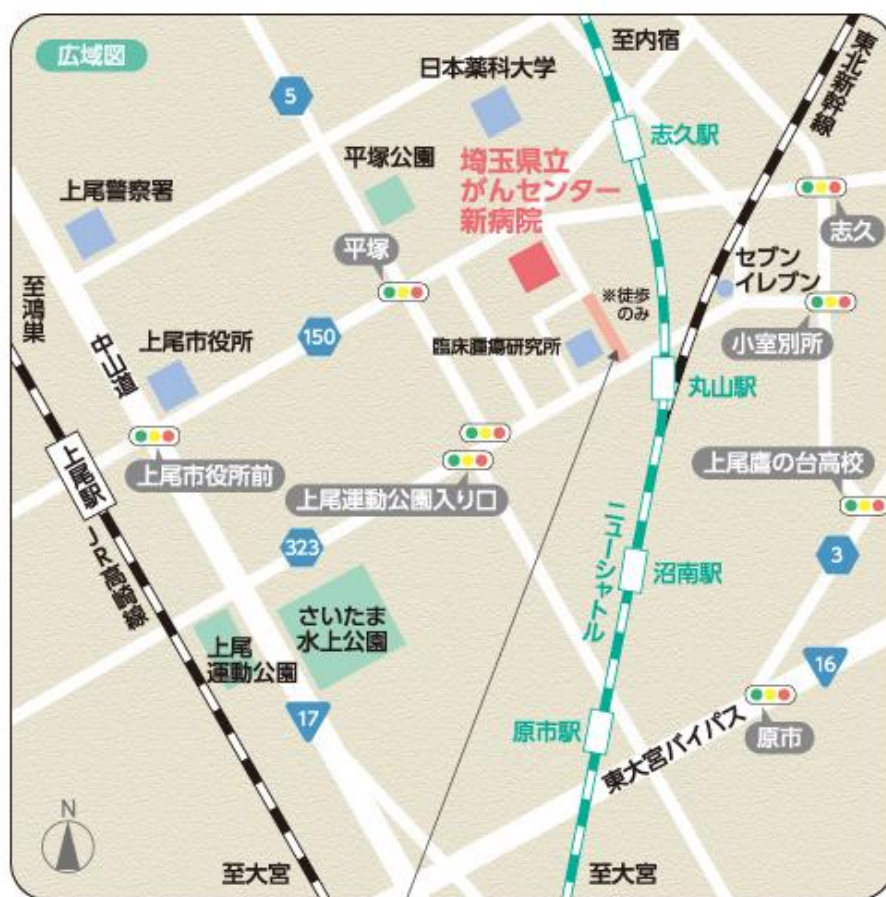 広域図
至内宿
東北新幹線
日本薬科大学
5
志久駅
平塚公園
埼玉県立
がんセンター
新病院
上尾警察署
志久
平塚
セブン
イレブン
※徒歩
のみ
至鴻巣
中山道
上尾市役所
150
臨床腫瘍研究所
小室別所
丸山駅
上尾駅
上尾市役所前
上尾運動公園入り口
上尾鷹の台高校
JR高崎線
323
ニューシャトル
沼南駅
3
さいたま
水上公園
上尾
運動公園
16
17
原市駅
東大宮バイパス
原市
N
至大宮
至大宮